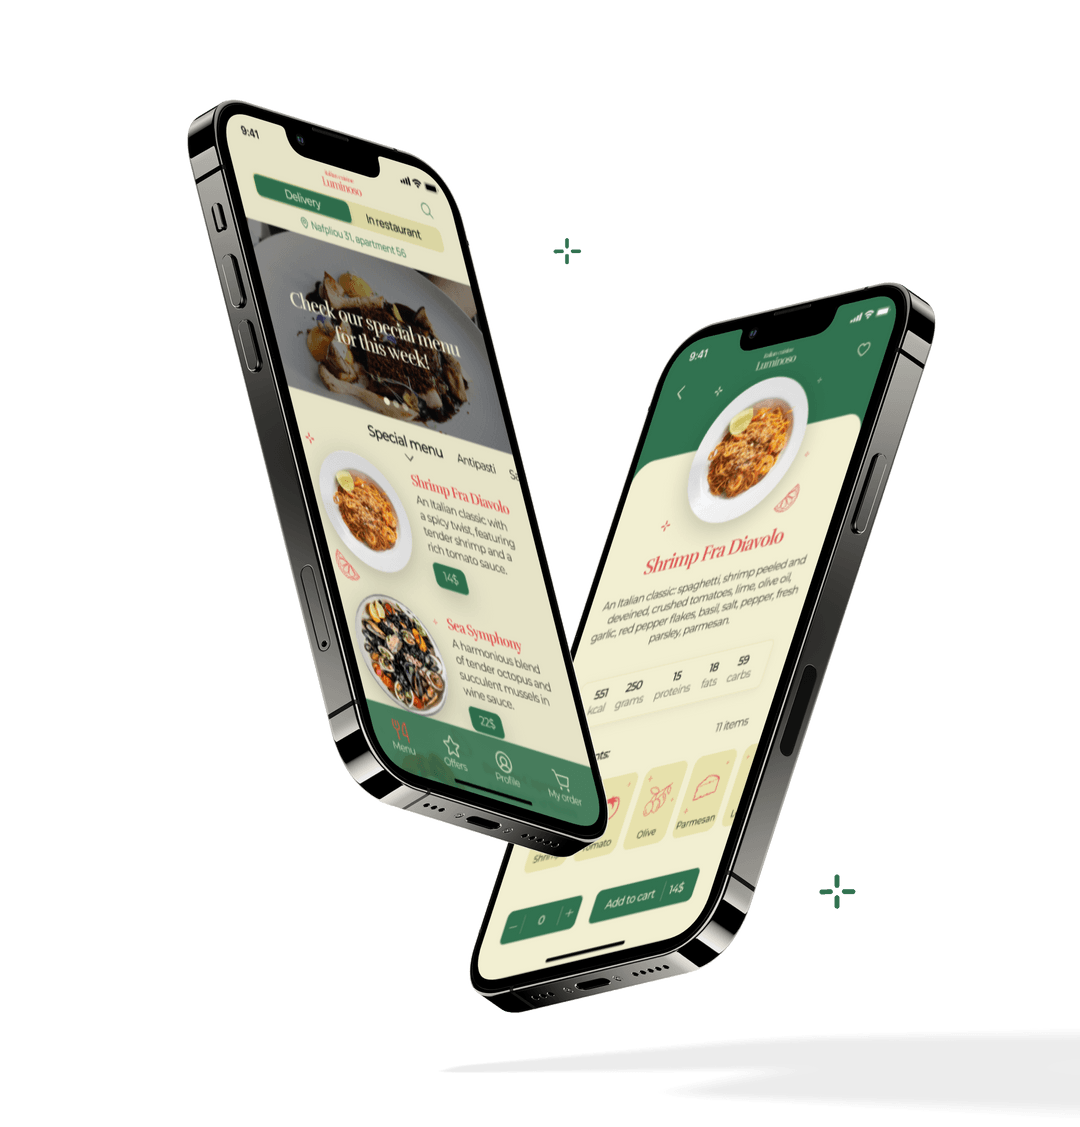 9:41
Italian cuisine
Luminoso
Delivery
In restaurant
Nafpliou 31, apartment 56
Check our special menu
for this week!
Special menu
Antipasti
Shrimp Fra Diavolo
An Italian classic with
a spicy twist, featuring
tender shrimp and a
rich tomato sauce.
14$
Sea Symphony
A harmonious blend
of tender octopus and
succulent mussels in
wine sauce.
22$
Menu
Offers
Profile
My order
9:41
Italian cuisine
Luminoso
Shrimp Fra Diavolo
An Italian classic: spaghetti, shrimp peeled and
deveined, crushed tomatoes, lime, olive oil,
garlic, red pepper flakes, basil, salt, pepper, fresh
parsley, parmesan.
551 250 15 18 59
kcal grams proteins fats carbs
11 items
Olive
Parmesan
0
Add to cart 14$